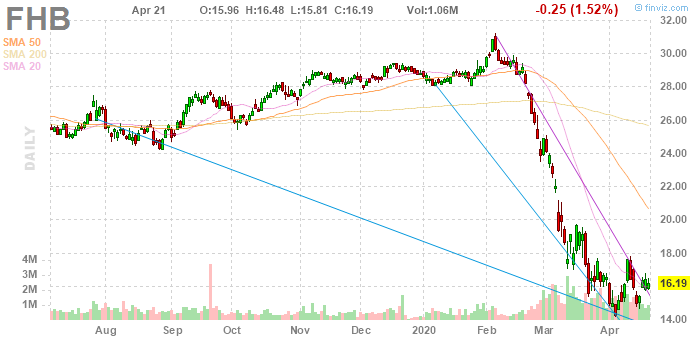 FHB Apr 21 O:15.96 H:16.48 L:15.81 C:16.19 Vol:1.06M -0.25 (1.52%) © finviz.com
SMA 50
SMA 200
SMA 20
DAILY
30.00
28.00
26.00
24.00
22.00
20.00
18.00
16.19
14.00
4M
3M
2M
1M
Aug Sep Oct Nov Dec 2020 Feb Mar Apr